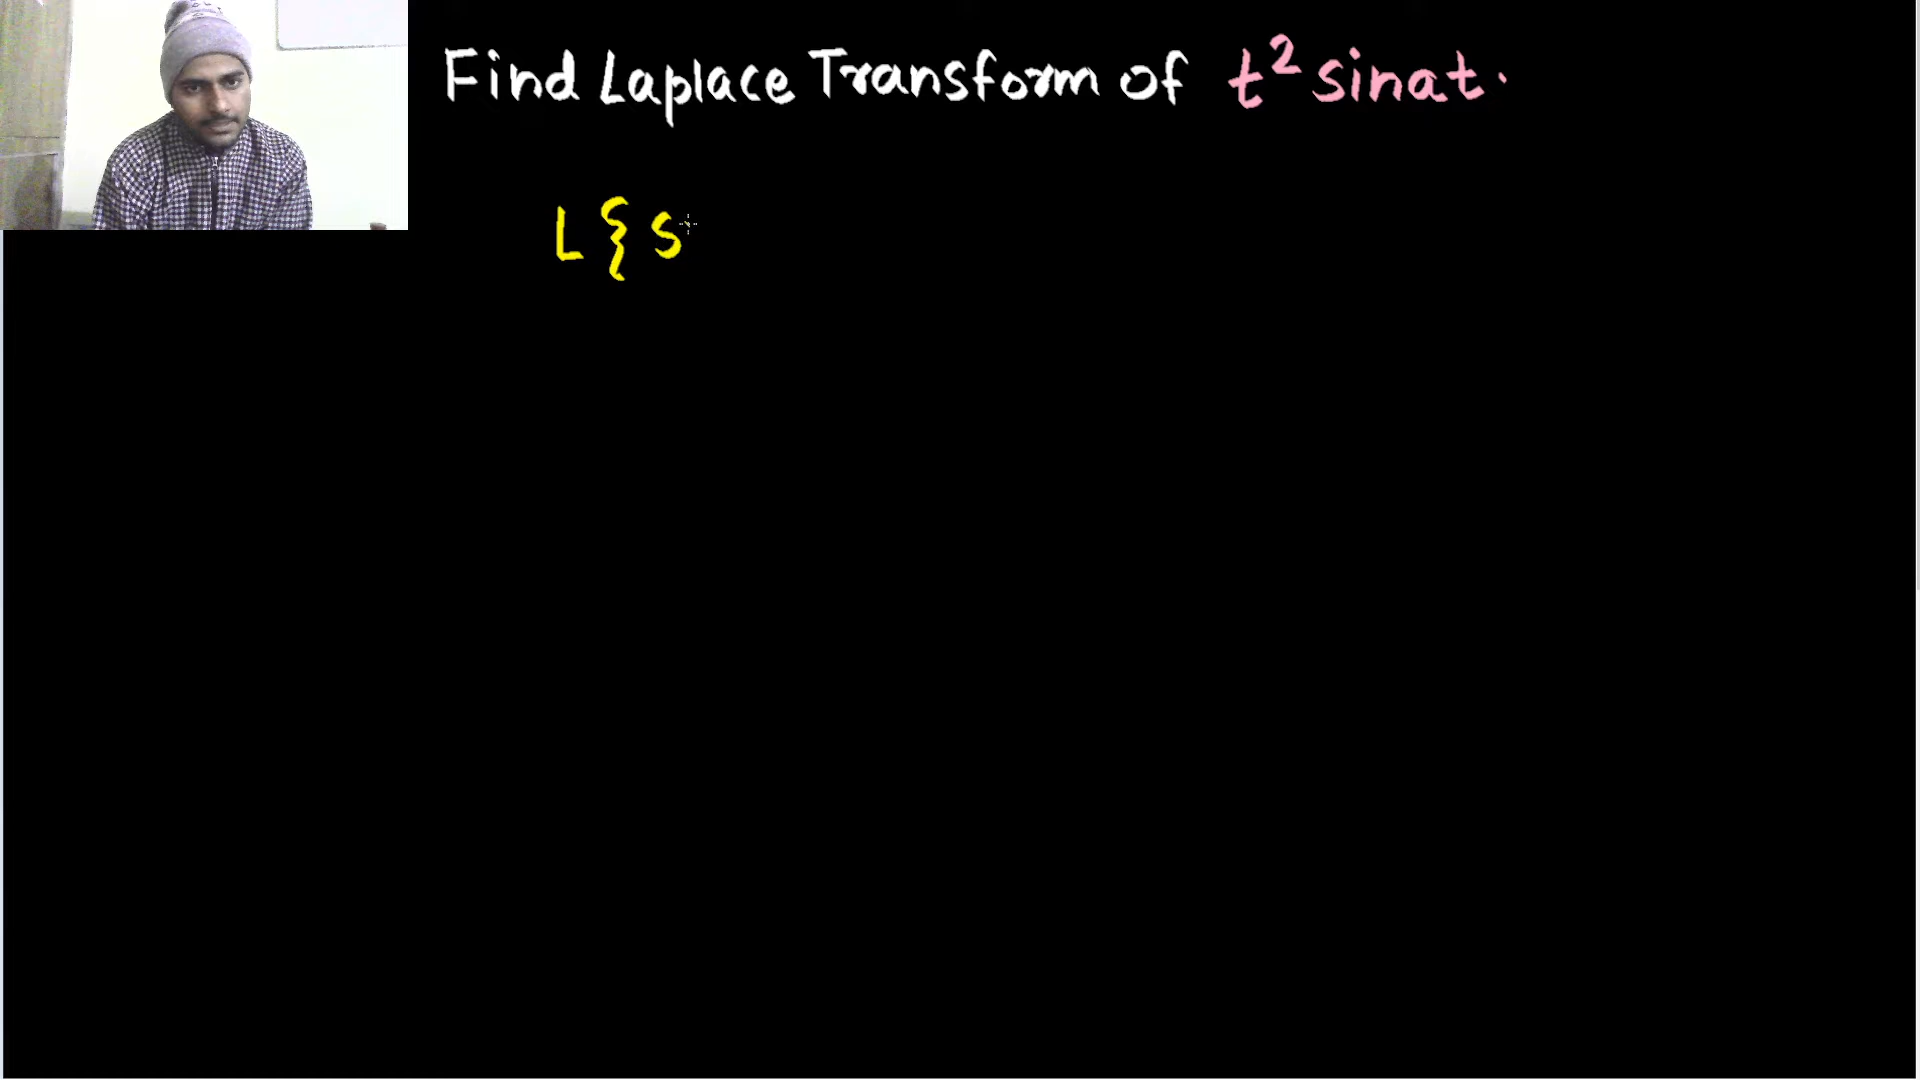 Find Laplace Transform of t² sinat.
L { s